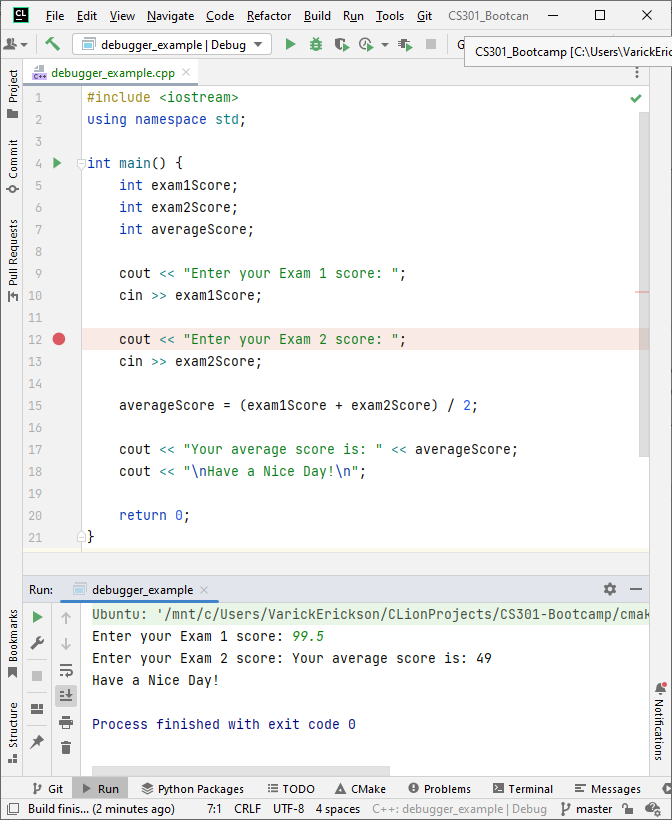 CL File Edit View Navigate Code Refactor Build Run Tools Git CS301_Bootcan
debugger_example | Debug
CS301_Bootcamp [C:\Users\VarickEric
C++ debugger_example.cpp
Project
Commit
Pull Requests
1 #include <iostream>
2 using namespace std;
3
4 int main() {
5 int exam1Score;
6 int exam2Score;
7 int averageScore;
8
9 cout << "Enter your Exam 1 score: ";
10 cin >> exam1Score;
11
12 cout << "Enter your Exam 2 score: ";
13 cin >> exam2Score;
14
15 averageScore = (exam1Score + exam2Score) / 2;
16
17 cout << "Your average score is: " << averageScore;
18 cout << "\nHave a Nice Day!\n";
19
20 return 0;
21 }
Run: debugger_example
Ubuntu: '/mnt/c/Users/VarickErickson/CLionProjects/CS301-Bootcamp/cmak
Enter your Exam 1 score: 99.5
Enter your Exam 2 score: Your average score is: 49
Have a Nice Day!
Process finished with exit code 0
Bookmarks
Structure
Notifications
Git Run Python Packages TODO CMake Problems Terminal Messages
Build finis... (2 minutes ago) 7:1 CRLF UTF-8 4 spaces C++: debugger_example | Debug master